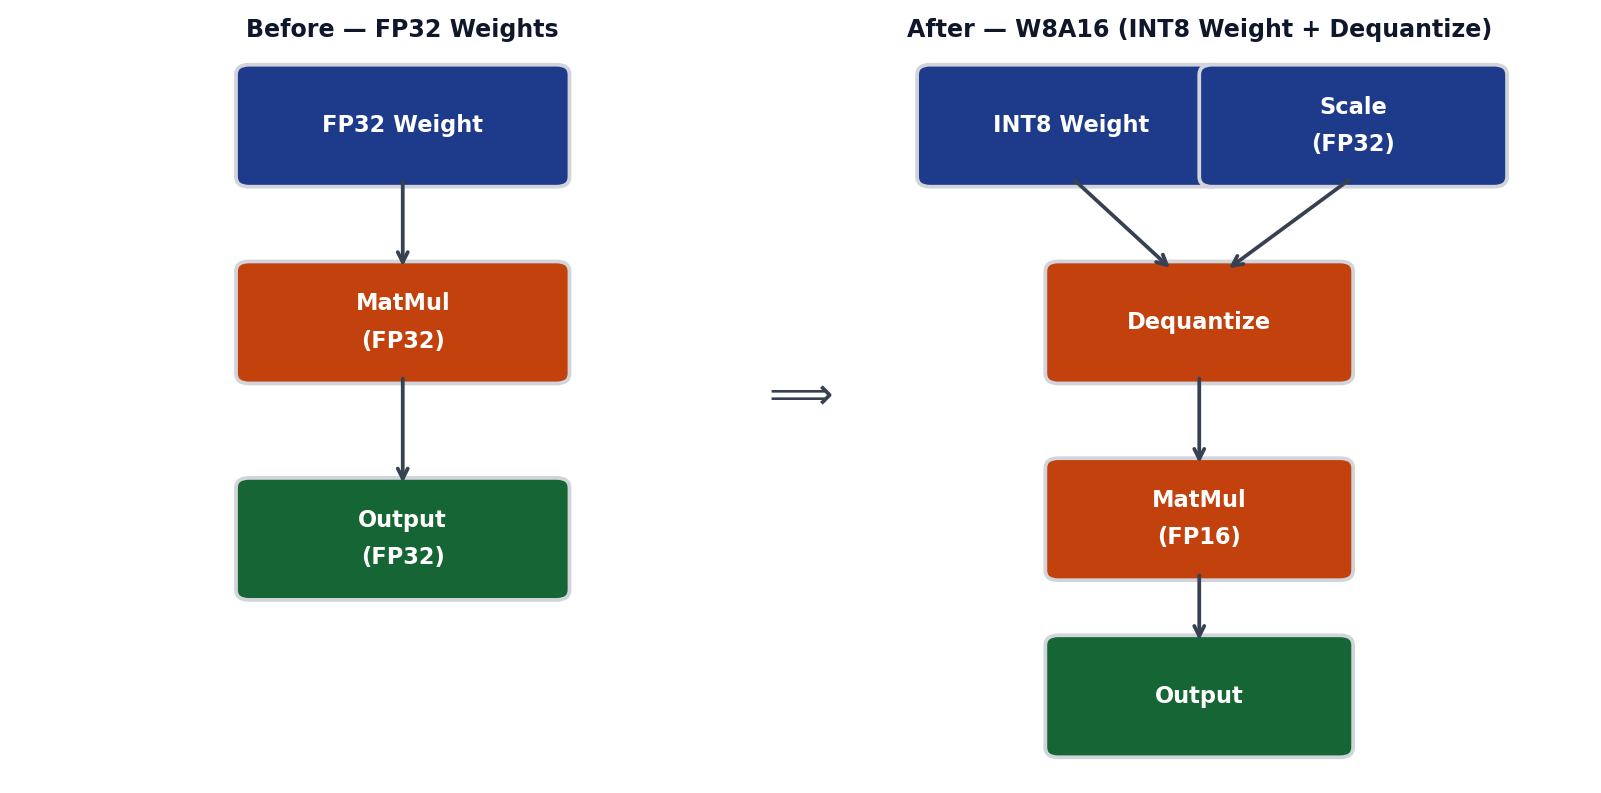 Before — FP32 Weights
FP32 Weight
MatMul
(FP32)
Output
(FP32)
⟹
After — W8A16 (INT8 Weight + Dequantize)
INT8 Weight
Scale
(FP32)
Dequantize
MatMul
(FP16)
Output